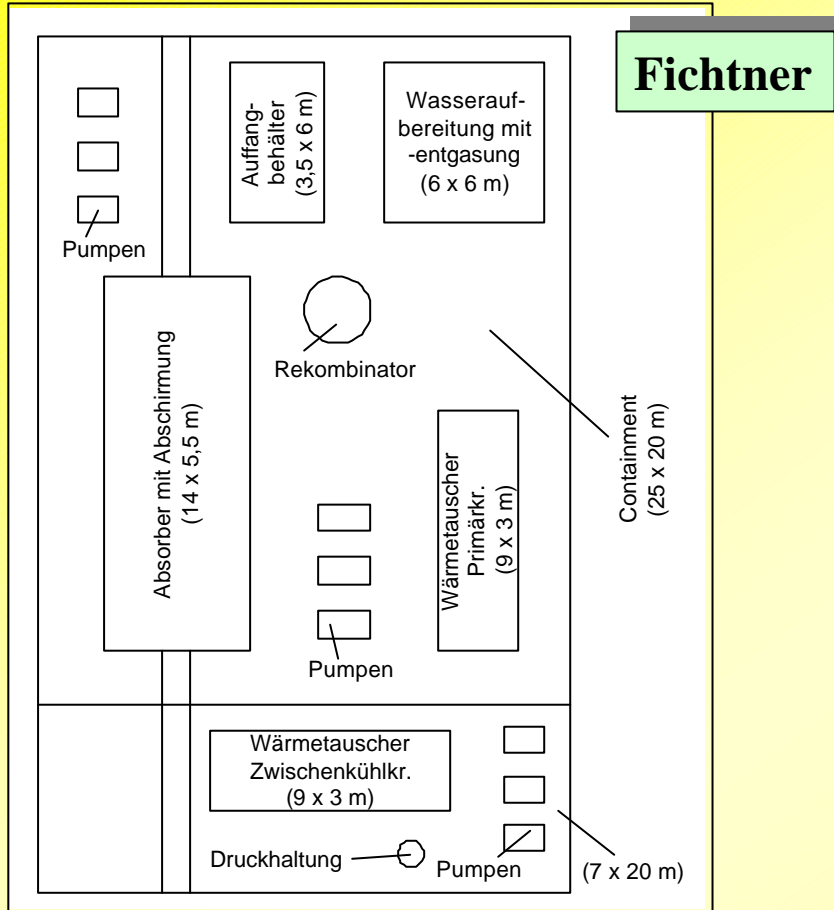 Fichtner
Auffang-
behälter
(3,5 x 6 m)
Wasserauf-
bereitung mit
-entgasung
(6 x 6 m)
Pumpen
Rekombinator
Absorber mit Abschirmung
(14 x 5,5 m)
Containment
(25 x 20 m)
Wärmetauscher
Primärkr.
(9 x 3 m)
Pumpen
Wärmetauscher
Zwischenkühlkr.
(9 x 3 m)
Druckhaltung
Pumpen
(7 x 20 m)